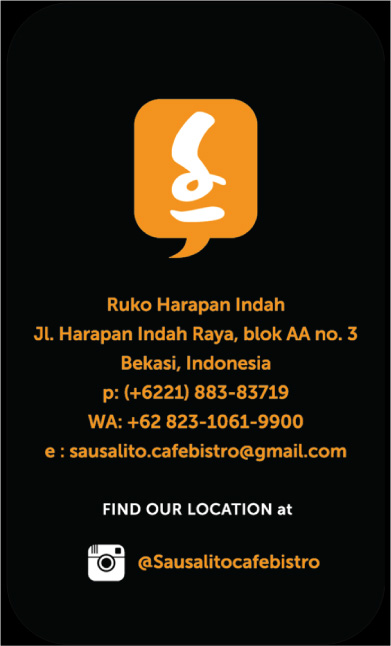 Ruko Harapan Indah
Jl. Harapan Indah Raya, blok AA no. 3
Bekasi, Indonesia
p: (+6221) 883-83719
WA: +62 823-1061-9900
e : sausalito.cafebistro@gmail.com
FIND OUR LOCATION at
@Sausalitocafebistro